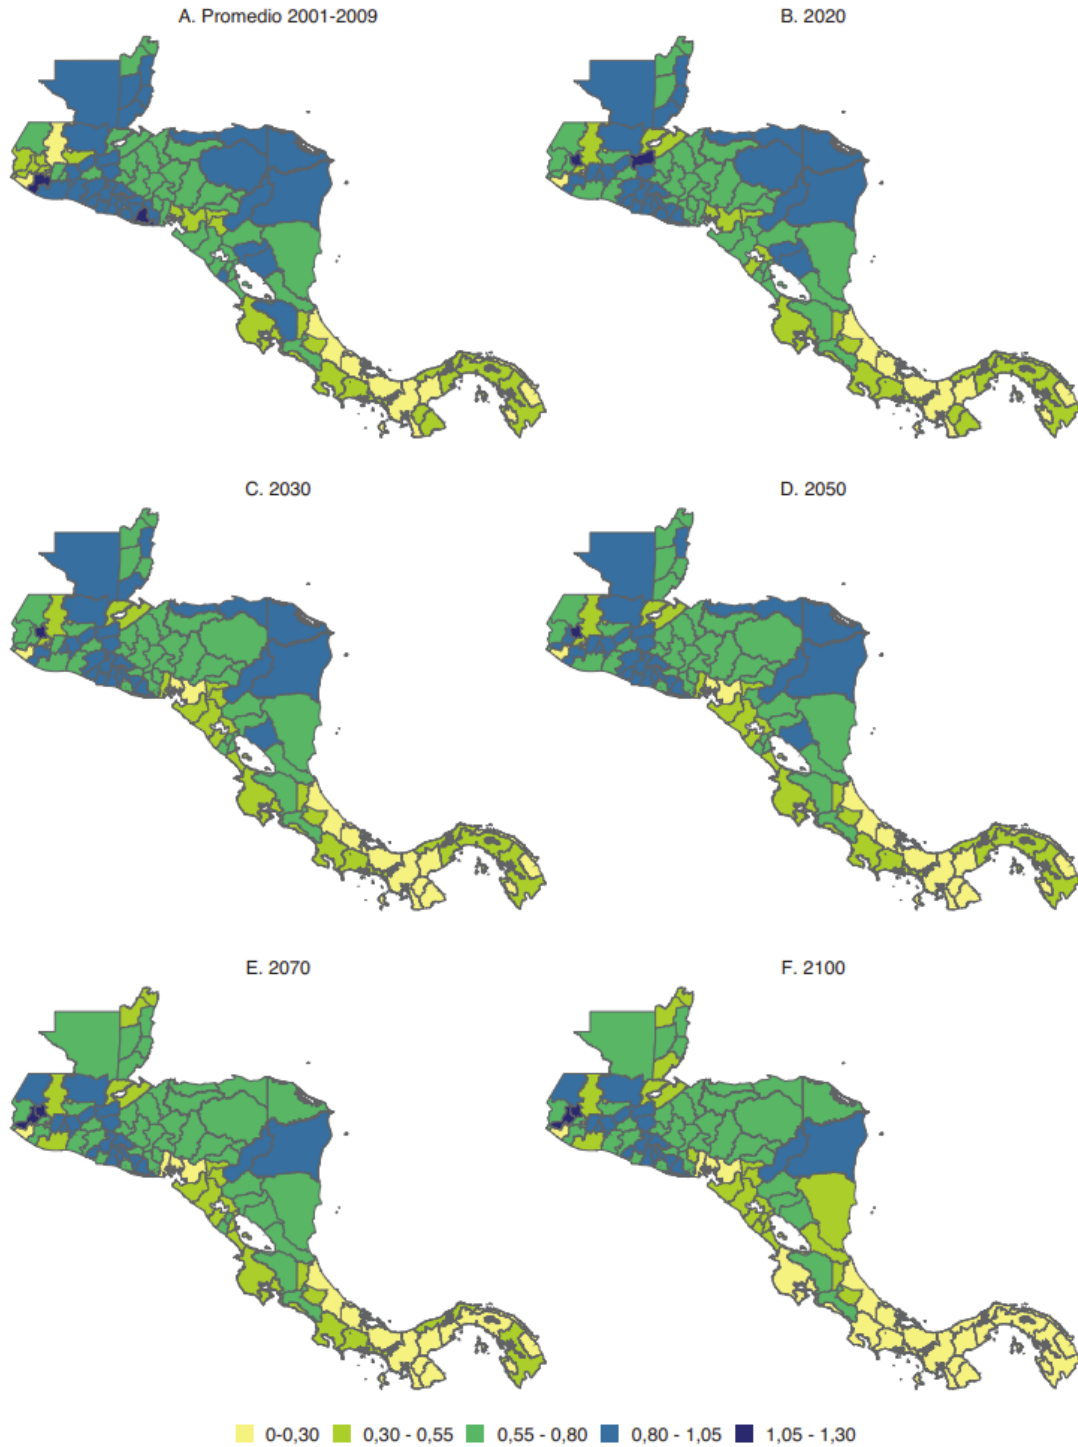 A. Promedio 2001-2009
B. 2020
C. 2030
D. 2050
E. 2070
F. 2100
0-0,30
0,30 - 0,55
0,55 - 0,80
0,80 - 1,05
1,05 - 1,30